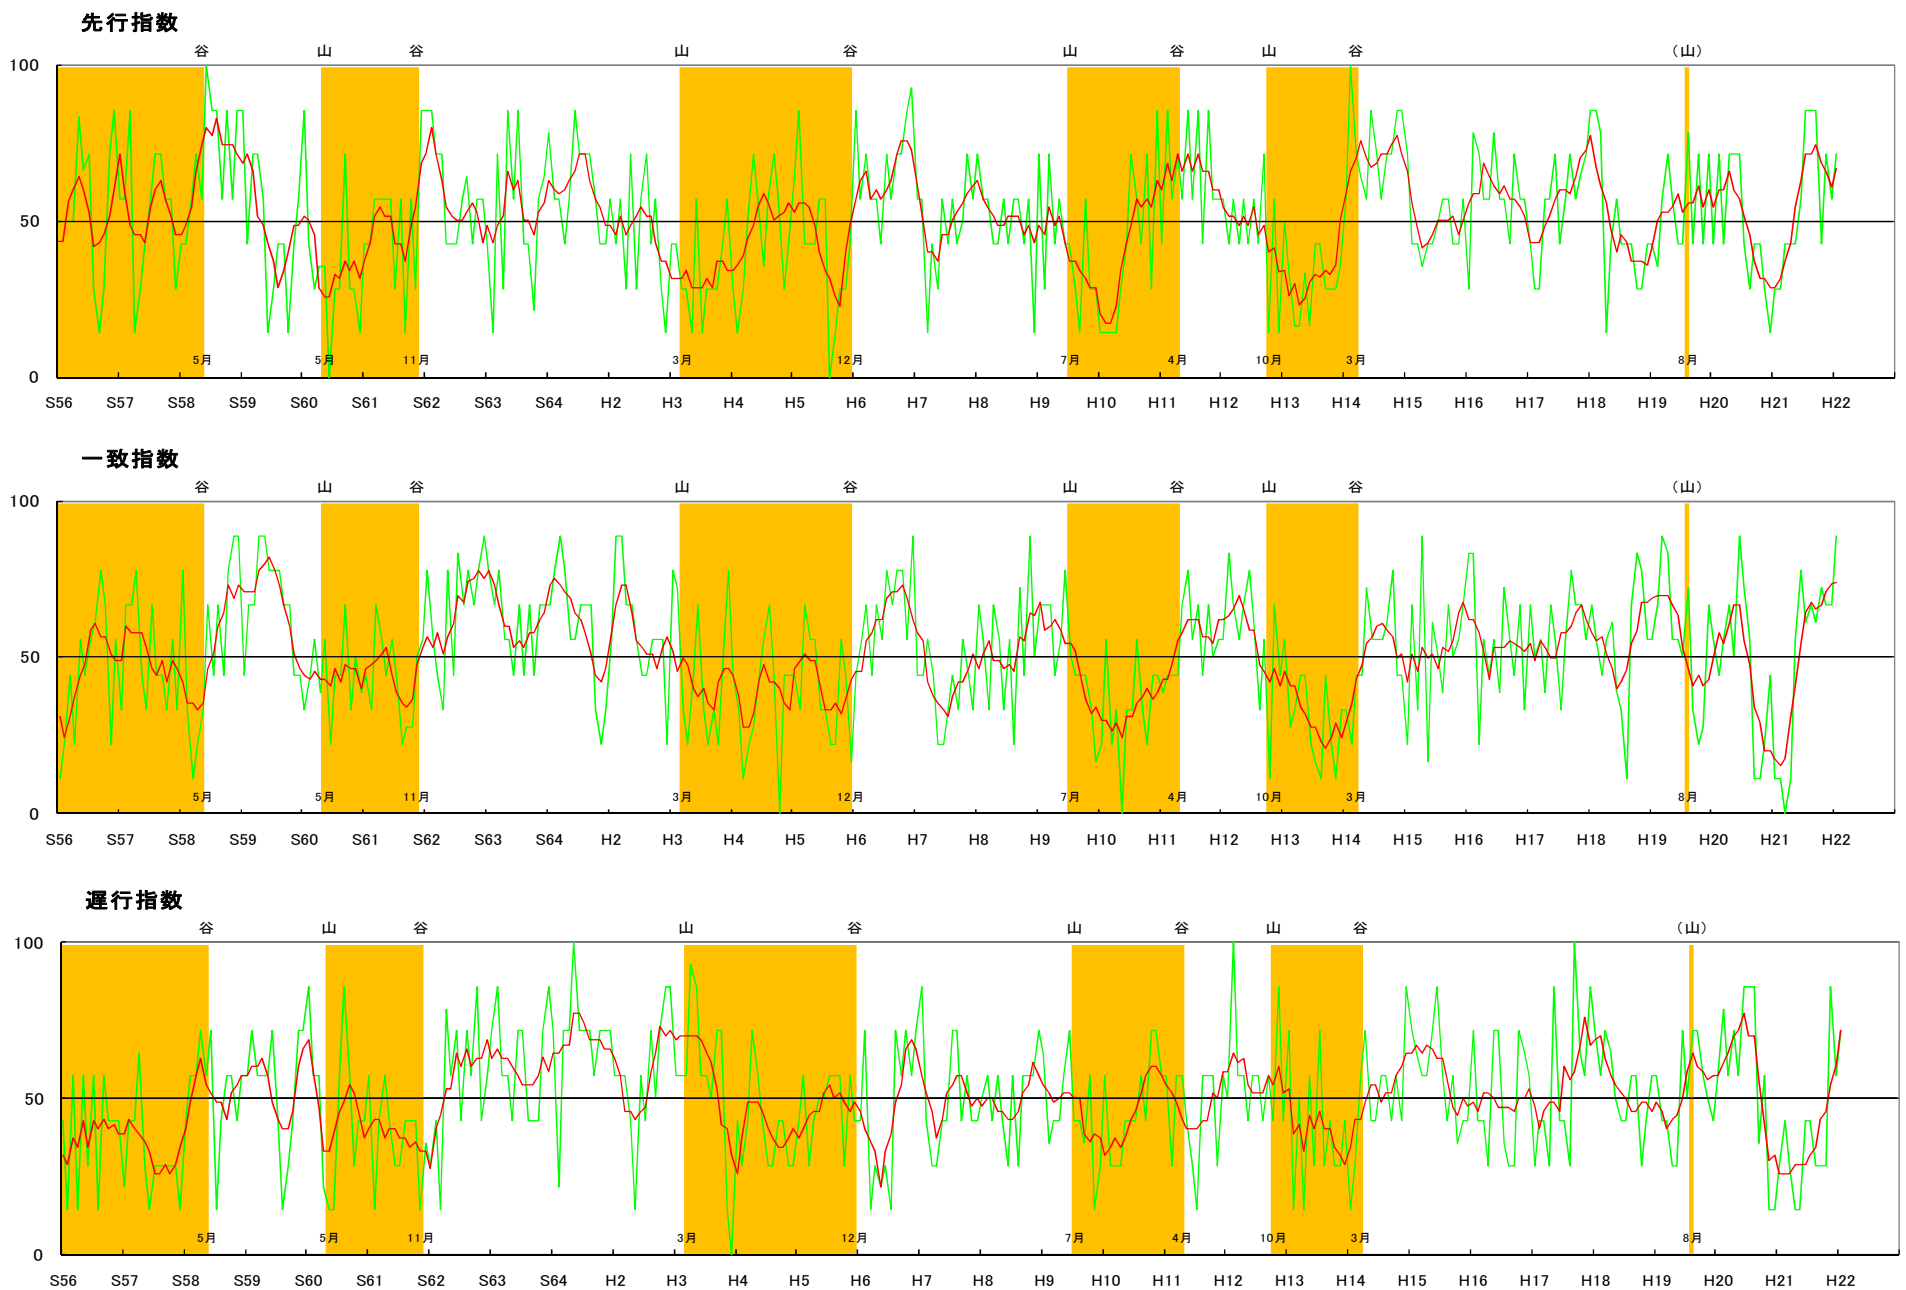 先行指数
谷 山 谷 山 谷 山 谷 山 谷 （山）
100
50
5月 5月 11月 3月 12月 7月 4月 10月 3月 8月
0
S56 S57 S58 S59 S60 S61 S62 S63 S64 H2 H3 H4 H5 H6 H7 H8 H9 H10 H11 H12 H13 H14 H15 H16 H17 H18 H19 H20 H21 H22
一致指数
谷 山 谷 山 谷 山 谷 山 谷 （山）
100
50
5月 5月 11月 3月 12月 7月 4月 10月 3月 8月
0
S56 S57 S58 S59 S60 S61 S62 S63 S64 H2 H3 H4 H5 H6 H7 H8 H9 H10 H11 H12 H13 H14 H15 H16 H17 H18 H19 H20 H21 H22
遅行指数
谷 山 谷 山 谷 山 谷 山 谷 （山）
100
50
5月 5月 11月 3月 12月 7月 4月 10月 3月 8月
0
S56 S57 S58 S59 S60 S61 S62 S63 S64 H2 H3 H4 H5 H6 H7 H8 H9 H10 H11 H12 H13 H14 H15 H16 H17 H18 H19 H20 H21 H22